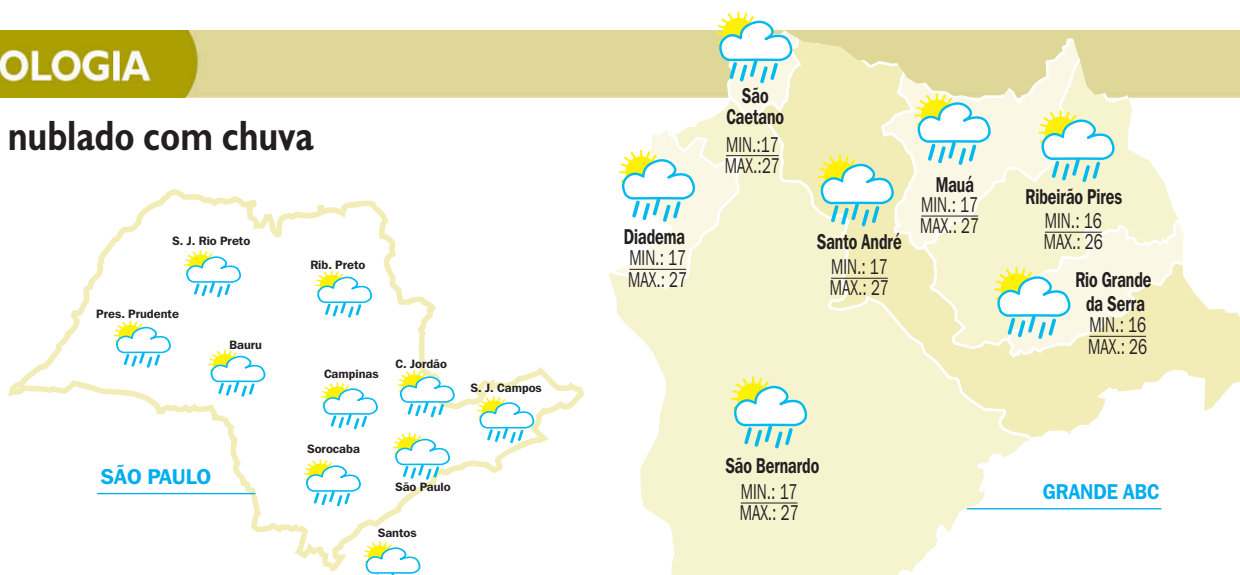 OLOGIA
nublado com chuva
S. J. Rio Preto
Rib. Preto
Pres. Prudente
Bauru
Campinas
C. Jordão
S. J. Campos
Sorocaba
São Paulo
Santos
SÃO PAULO
São
Caetano
MIN.:17
MAX.:27
Diadema
MIN.: 17
MAX.: 27
Santo André
MIN.: 17
MAX.: 27
Mauá
MIN.: 17
MAX.: 27
Ribeirão Pires
MIN.: 16
MAX.: 26
Rio Grande
da Serra
MIN.: 16
MAX.: 26
São Bernardo
MIN.: 17
MAX.: 27
GRANDE ABC